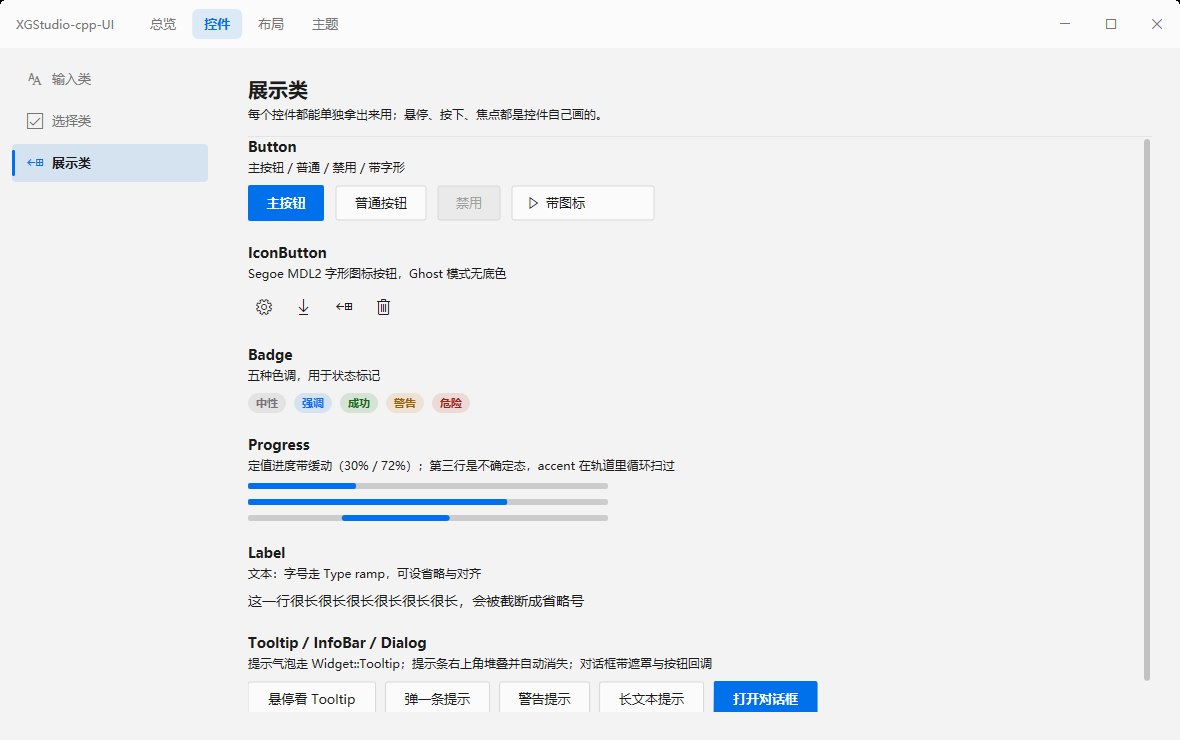 XGStudio-cpp-UI 总览 控件 布局 主题
输入类
选择类
展示类
展示类
每个控件都能单独拿出来用；悬停、按下、焦点都是控件自己画的。
Button
主按钮 / 普通 / 禁用 / 带字形
主按钮 普通按钮 禁用 带图标
IconButton
Segoe MDL2 字形图标按钮，Ghost 模式无底色
Badge
五种色调，用于状态标记
中性 强调 成功 警告 危险
Progress
定值进度带缓动（30% / 72%）；第三行是不确定态，accent 在轨道里循环扫过
Label
文本：字号走 Type ramp，可设省略与对齐
这一行很长很长很长很长很长很长，会被截断成省略号
Tooltip / InfoBar / Dialog
提示气泡走 Widget::Tooltip；提示条右上角堆叠并自动消失；对话框带遮罩与按钮回调
悬停看 Tooltip 弹一条提示 警告提示 长文本提示 打开对话框